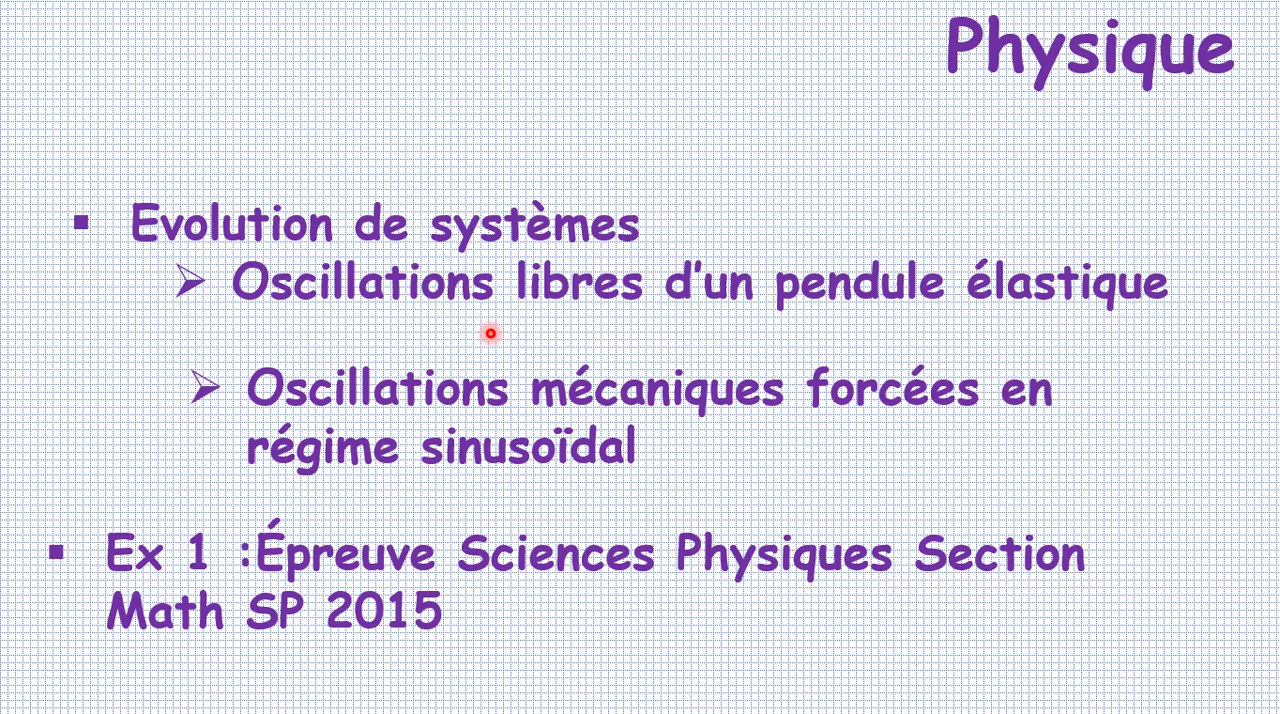 Physique
▪ Evolution de systèmes
➢ Oscillations libres d'un pendule élastique
➢ Oscillations mécaniques forcées en
régime sinusoïdal
▪ Ex 1 :Épreuve Sciences Physiques Section
Math SP 2015